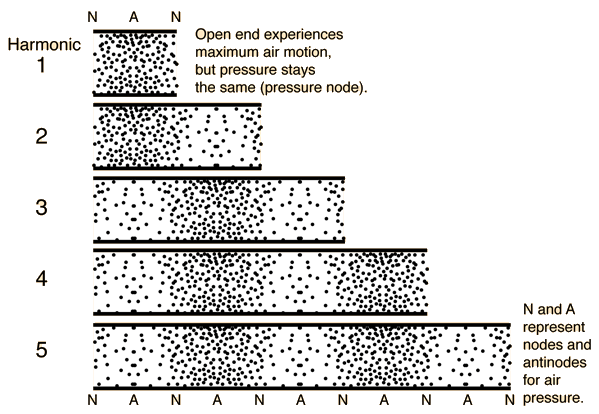 N A N
Harmonic
1
Open end experiences
maximum air motion,
but pressure stays
the same (pressure node).
2
3
4
5
N and A
represent
nodes and
antinodes
for air
pressure.
N A N A N A N A N A N